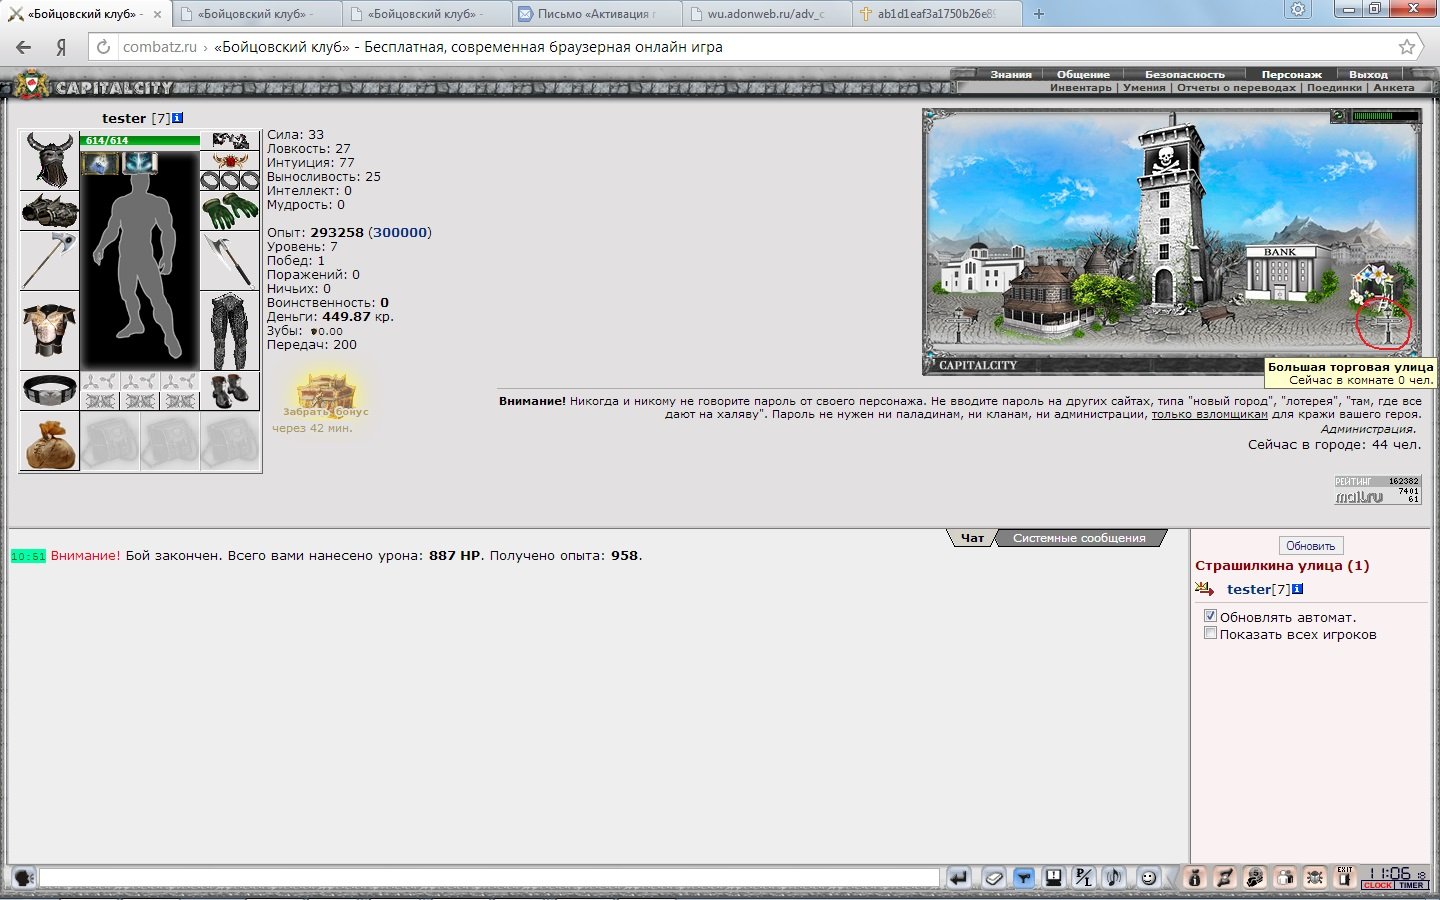 «Бойцовский клуб» -
«Бойцовский клуб» -
«Бойцовский клуб» -
Письмо «Активация
wu.adonweb.ru/adv_c
ab1d1eaf3a1750b26e89
combatz.ru › «Бойцовский клуб» - Бесплатная, современная браузерная онлайн игра
CAPITALCITY
Знания Общение Безопасность Персонаж Выход
Инвентарь | Умения | Отчеты о переводах | Поединки | Анкета
tester [7]
614/614
Сила: 33
Ловкость: 27
Интуиция: 77
Выносливость: 25
Интеллект: 0
Мудрость: 0
Опыт: 293258 (300000)
Уровень: 7
Побед: 1
Поражений: 0
Ничьих: 0
Воинственность: 0
Деньги: 449.87 кр.
Зубы: 0.00
Передач: 200
Забрать бонус
через 42 мин.
BANK
CAPITALCITY
Большая торговая улица
Сейчас в комнате 0 чел.
Внимание! Никогда и никому не говорите пароль от своего персонажа. Не вводите пароль на других сайтах, типа "новый город", "лотерея", "там, где все
дают на халяву". Пароль не нужен ни паладинам, ни кланам, ни администрации, только взломщикам для кражи вашего героя.
Администрация.
Сейчас в городе: 44 чел.
РЕЙТИНГ 162382
mail.ru 7401
61
Чат Системные сообщения
10:51 Внимание! Бой закончен. Всего вами нанесено урона: 887 HP. Получено опыта: 958.
Обновить
Страшилкина улица (1)
tester[7]
Обновлять автомат.
Показать всех игроков
P/L
EXIT
11:06
CLOCK TIMER